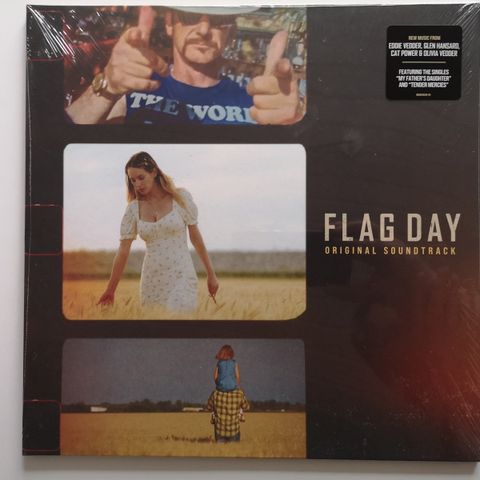 NEW MUSIC FROM
EDDIE VEDDER, GLEN HANSARD,
CAT POWER & OLIVIA VEDDER
FEATURING THE SINGLES
"MY FATHER'S DAUGHTER"
AND "TENDER MERCIES"
THE WORL
FLAG DAY
ORIGINAL SOUNDTRACK